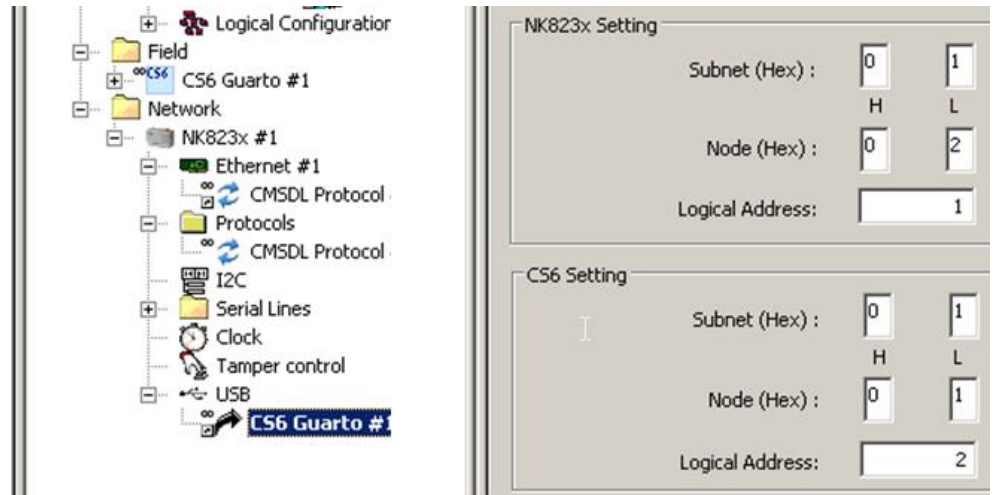 Logical Configuration
Field
CS6 CS6 Guarto #1
Network
NK823x #1
Ethernet #1
CMSDL Protocol
Protocols
CMSDL Protocol
I2C
Serial Lines
Clock
Tamper control
USB
CS6 Guarto #1
NK823x Setting
Subnet (Hex) : 0 1
H L
Node (Hex) : 0 2
Logical Address: 1
CS6 Setting
Subnet (Hex) : 0 1
H L
Node (Hex) : 0 1
Logical Address: 2